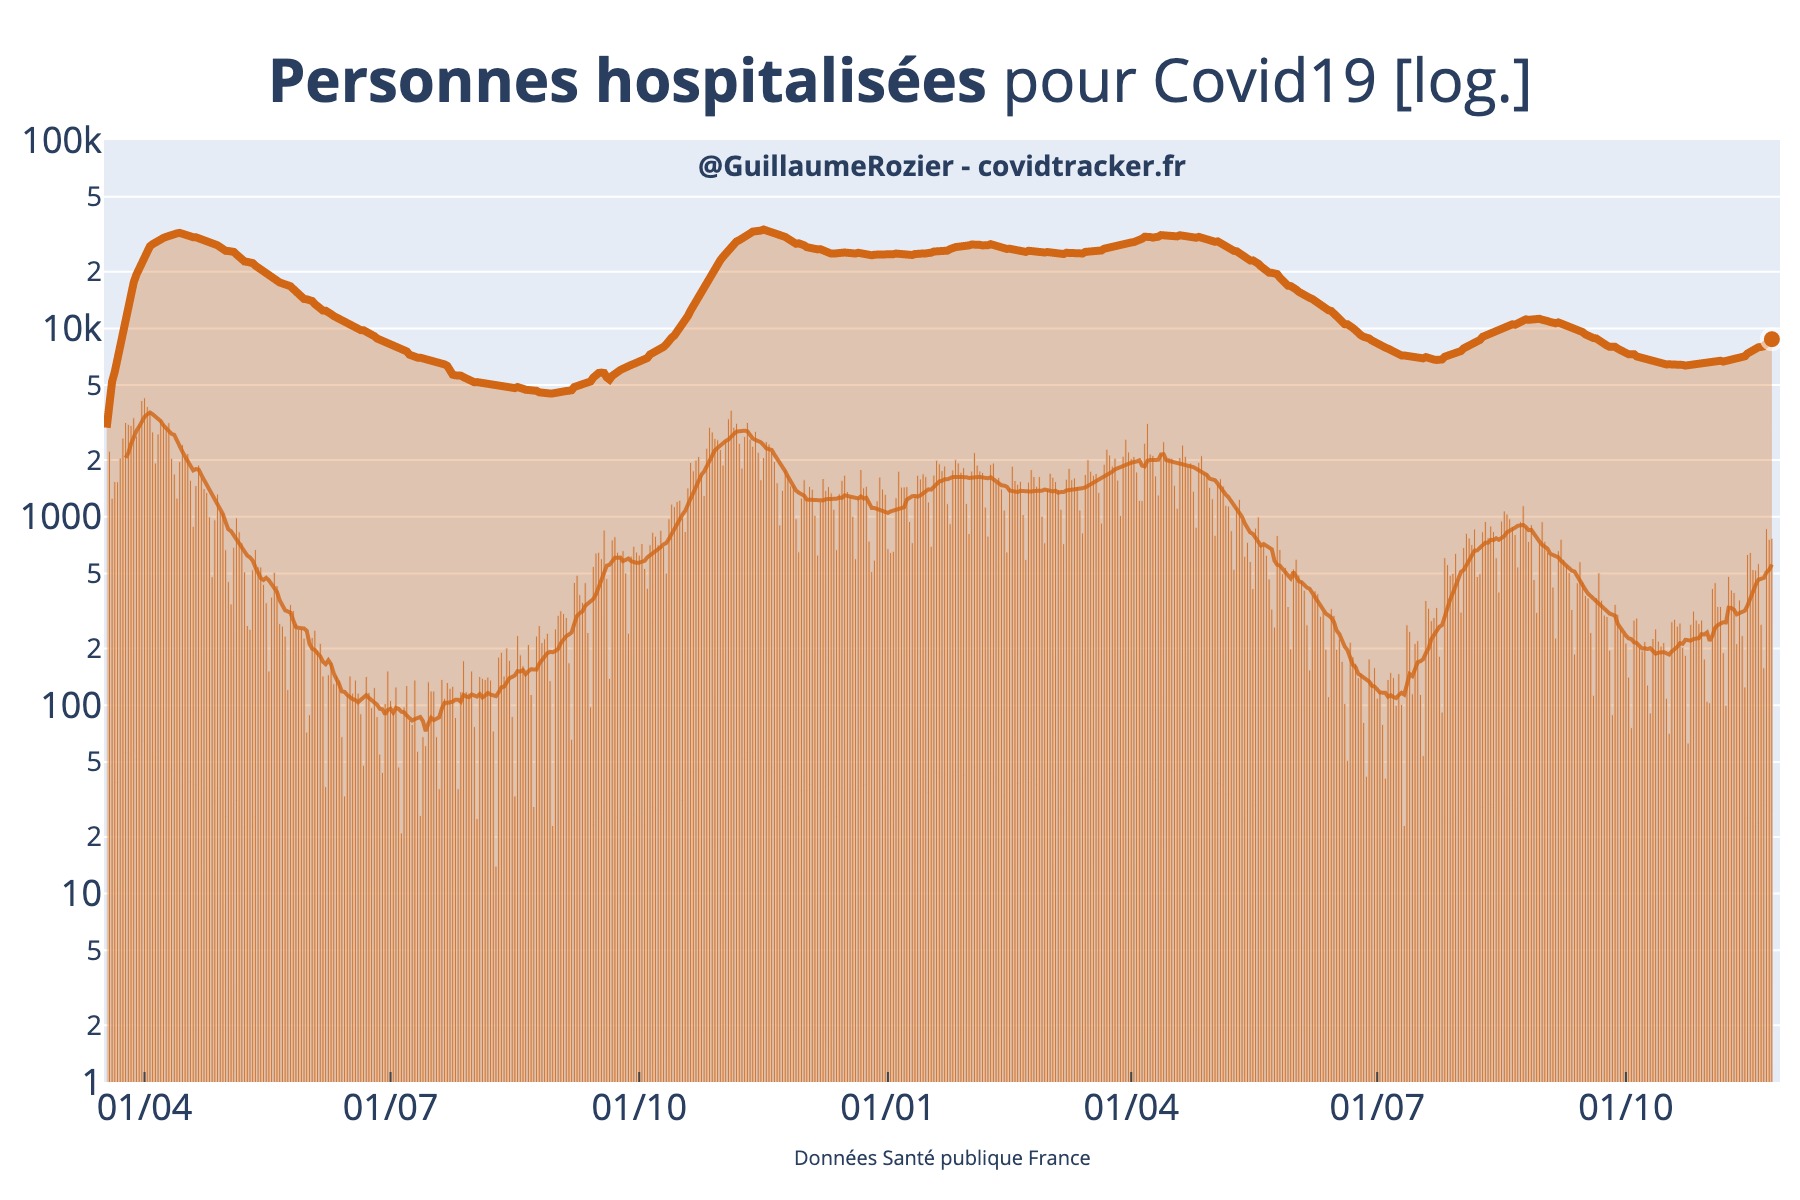 Personnes hospitalisées pour Covid19 [log.]
@GuillaumeRozier - covidtracker.fr
100k
5
2
10k
5
2
1000
5
2
100
5
2
10
5
2
1
01/04 01/07 01/10 01/01 01/04 01/07 01/10
Données Santé publique France